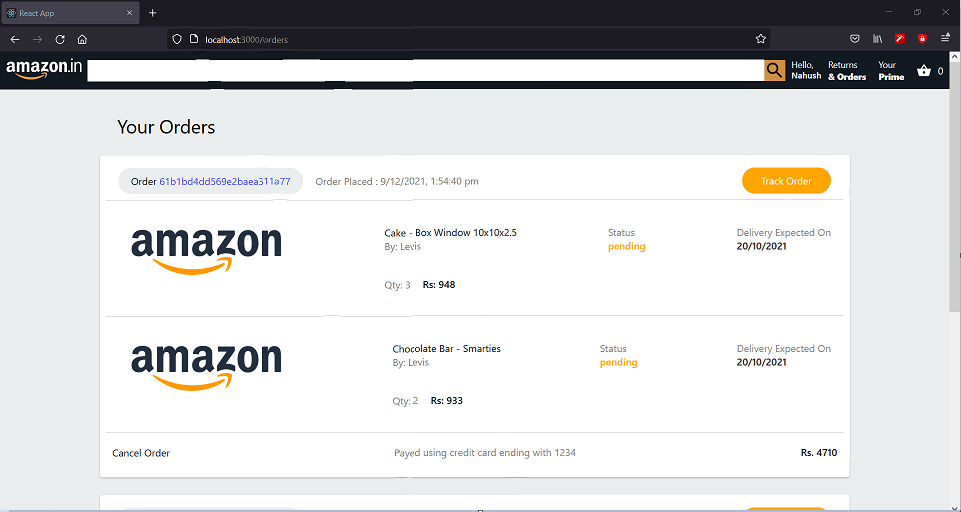 React App
localhost:3000/orders
amazon.in
Hello,
Nahush
Returns
& Orders
Your
Prime
0
Your Orders
Order 61b1bd4dd569e2baea311a77
Order Placed : 9/12/2021, 1:54:40 pm
Track Order
amazon
Cake - Box Window 10x10x2.5
By: Levis
Qty: 3 Rs: 948
Status
pending
Delivery Expected On
20/10/2021
amazon
Chocolate Bar - Smarties
By: Levis
Qty: 2 Rs: 933
Status
pending
Delivery Expected On
20/10/2021
Cancel Order
Payed using credit card ending with 1234
Rs. 4710